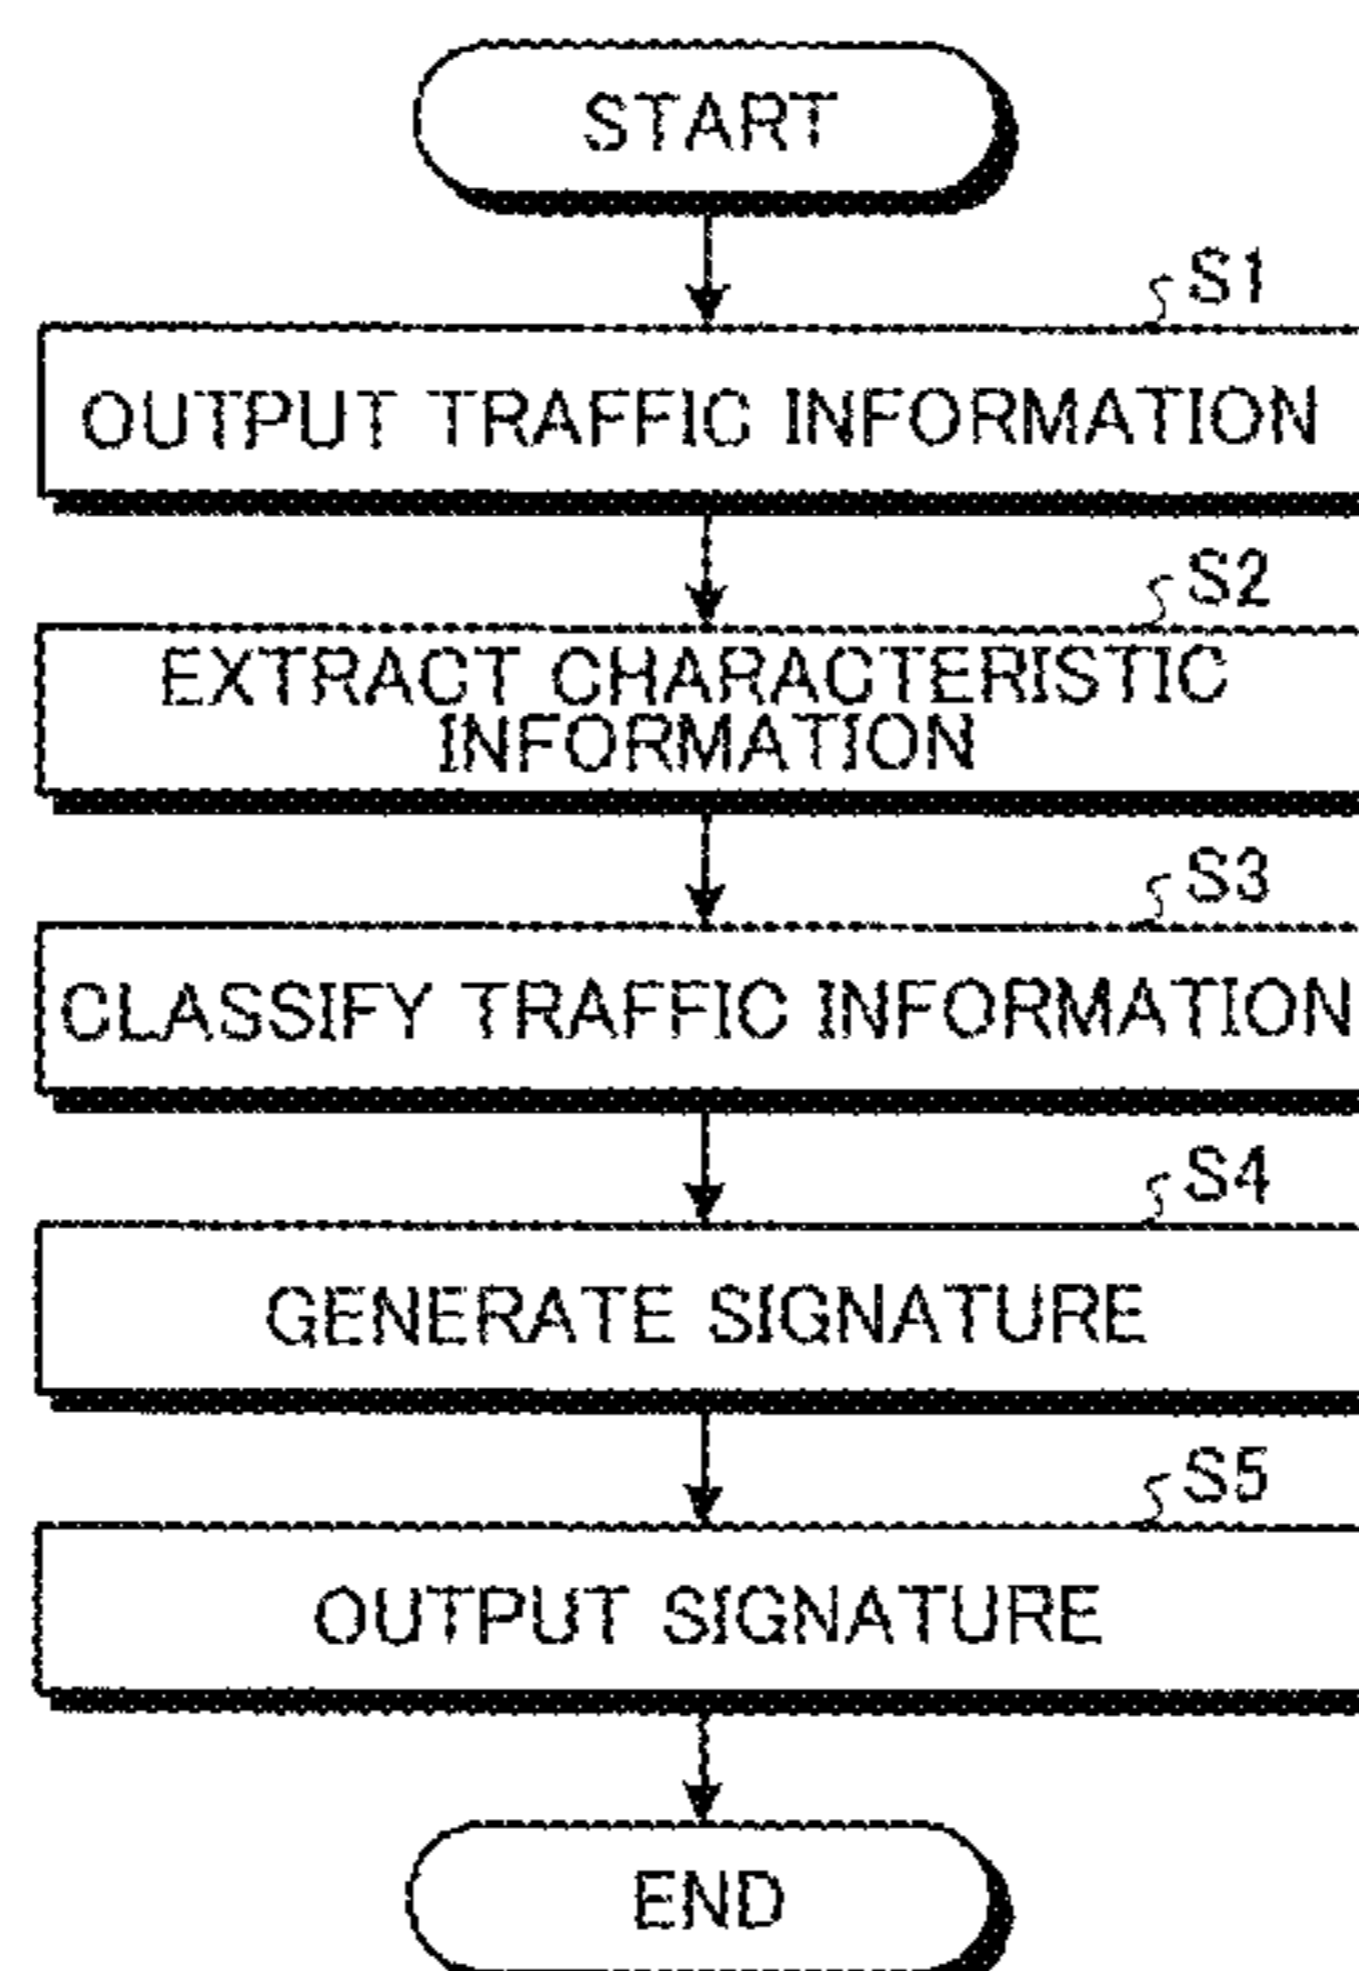 START
S1
OUTPUT TRAFFIC INFORMATION
S2
EXTRACT CHARACTERISTIC
INFORMATION
S3
CLASSIFY TRAFFIC INFORMATION
S4
GENERATE SIGNATURE
S5
OUTPUT SIGNATURE
END